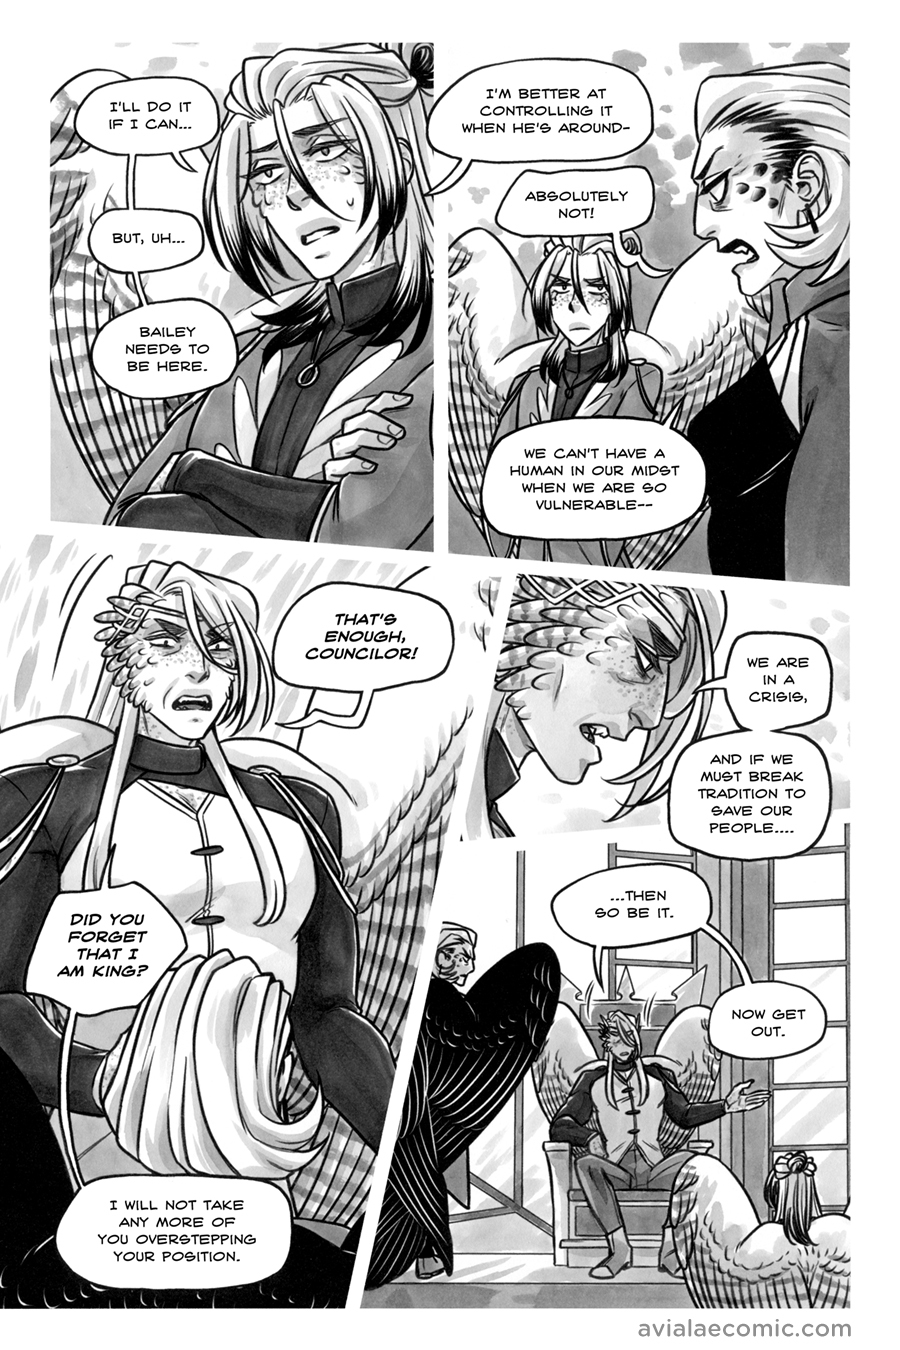 I'LL DO IT
IF I CAN...
BUT, UH...
BAILEY
NEEDS TO
BE HERE.
I'M BETTER AT
CONTROLLING IT
WHEN HE'S AROUND-
ABSOLUTELY
NOT!
WE CAN'T HAVE A
HUMAN IN OUR MIDST
WHEN WE ARE SO
VULNERABLE--
THAT'S
ENOUGH,
COUNCILOR!
DID YOU
FORGET
THAT I
AM KING?
I WILL NOT TAKE
ANY MORE OF
YOU OVERSTEPPING
YOUR POSITION.
WE ARE
IN A
CRISIS,
AND IF WE
MUST BREAK
TRADITION TO
SAVE OUR
PEOPLE....
...THEN
SO BE IT.
NOW GET
OUT.
avialaecomic.com